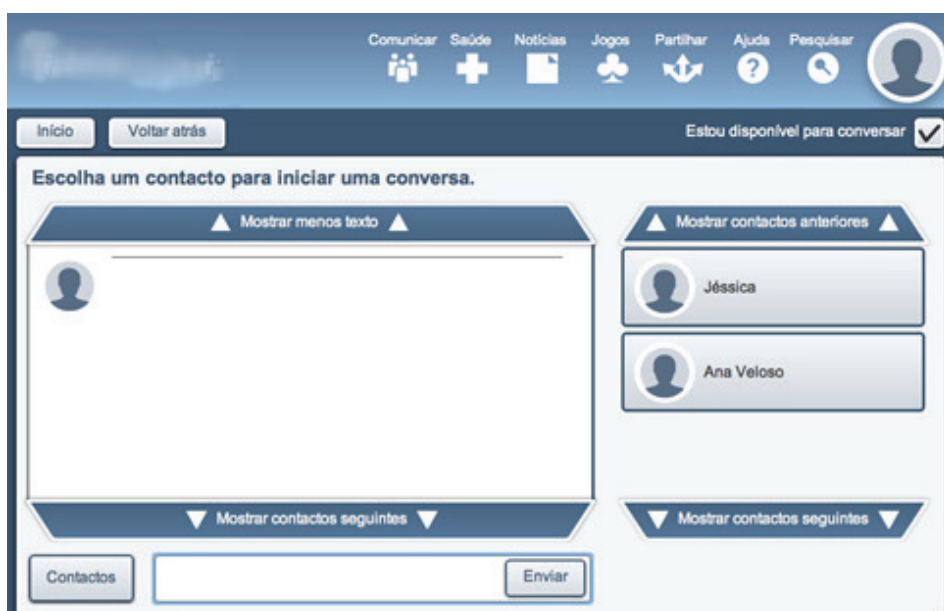 Comunicar Saúde Notícias Jogos Partilhar Ajuda Pesquisar
Início Voltar atrás Estou disponível para conversar
Escolha um contacto para iniciar uma conversa.
Mostrar menos texto
Mostrar contactos anteriores
Jéssica
Ana Veloso
Mostrar contactos seguintes
Mostrar contactos seguintes
Contactos Enviar